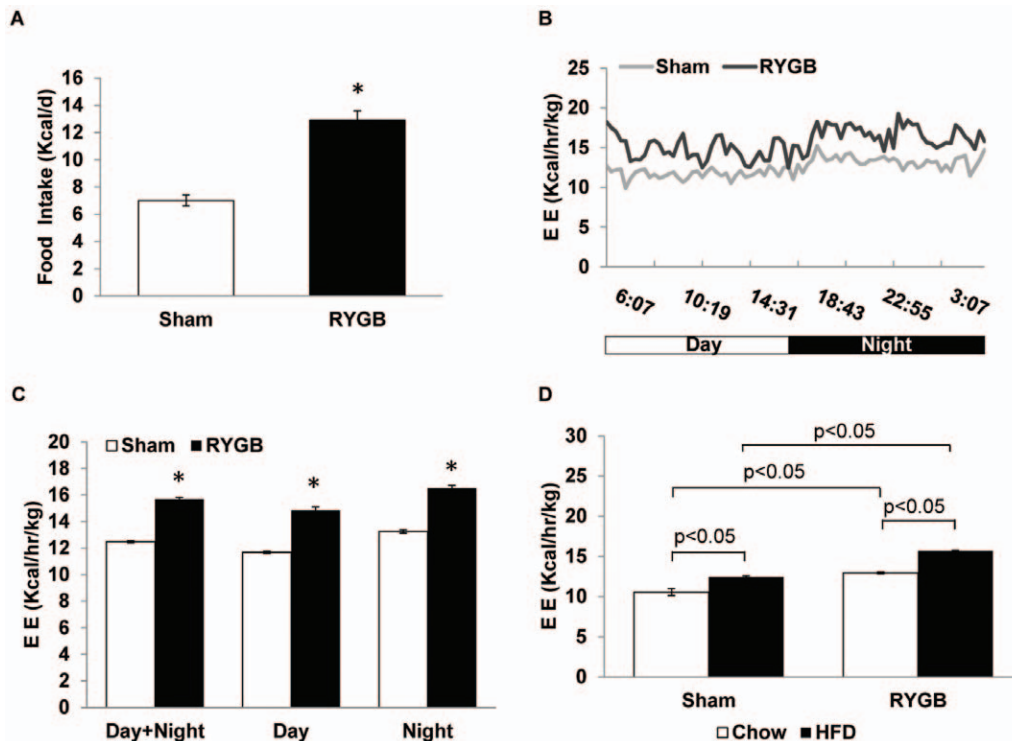 A
Food Intake (Kcal/d)
16
14
12
10
8
6
4
2
0
*
Sham
RYGB
B
Sham RYGB
E E (Kcal/hr/kg)
25
20
15
10
5
0
6:07 10:19 14:31 18:43 22:55 3:07
Day Night
C
Sham RYGB
E E (Kcal/hr/kg)
20
18
16
14
12
10
8
6
4
2
0
* * *
Day+Night Day Night
D
E E (Kcal/hr/kg)
30
25
20
15
10
5
0
p<0.05
p<0.05
p<0.05
p<0.05
Sham RYGB
Chow HFD